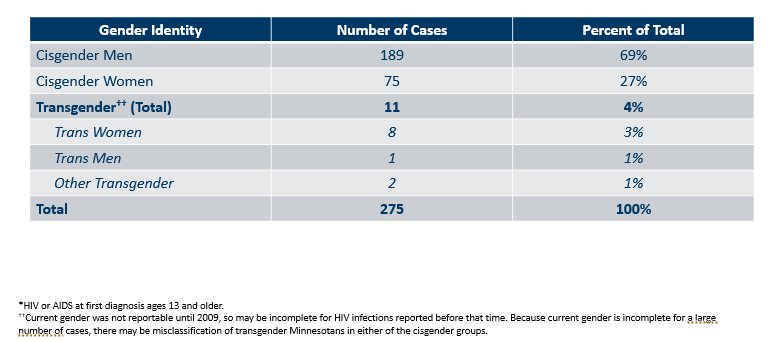 Gender Identity Number of Cases Percent of Total
Cisgender Men 189 69%
Cisgender Women 75 27%
Transgender†† (Total) 11 4%
Trans Women 8 3%
Trans Men 1 1%
Other Transgender 2 1%
Total 275 100%
*HIV or AIDS at first diagnosis ages 13 and older.
††Current gender was not reportable until 2009, so may be incomplete for HIV infections reported before that time. Because current gender is incomplete for a large
number of cases, there may be misclassification of transgender Minnesotans in either of the cisgender groups.